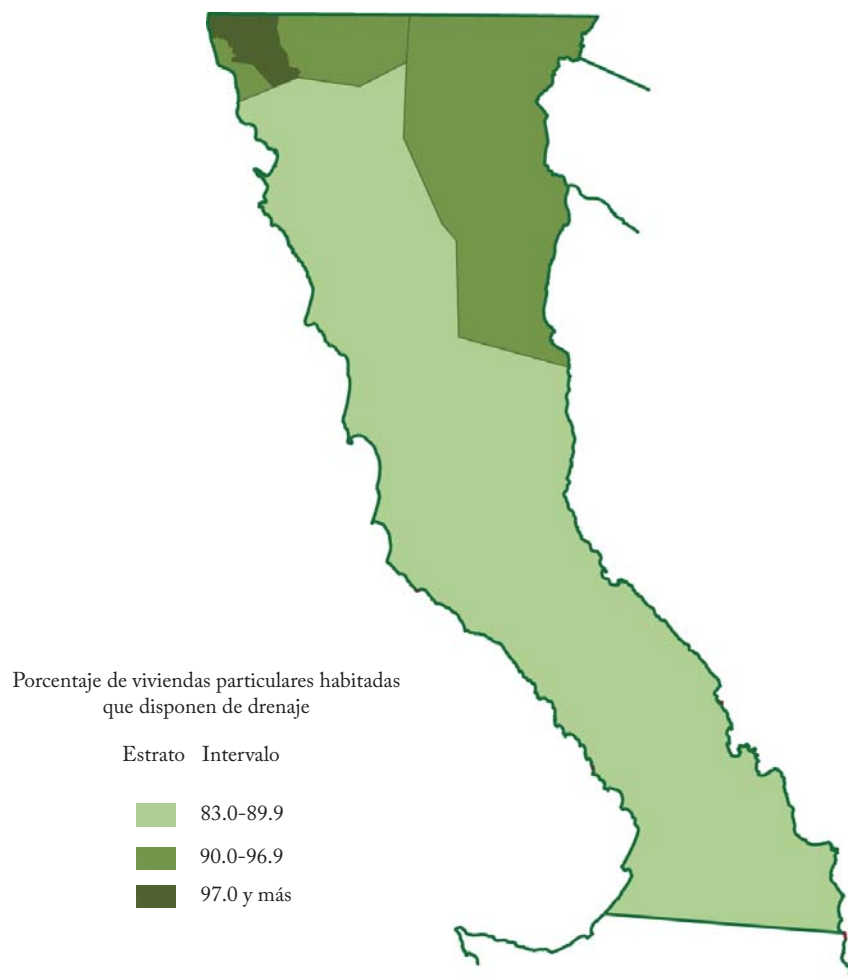 Porcentaje de viviendas particulares habitadas
que disponen de drenaje
Estrato Intervalo
83.0-89.9
90.0-96.9
97.0 y más